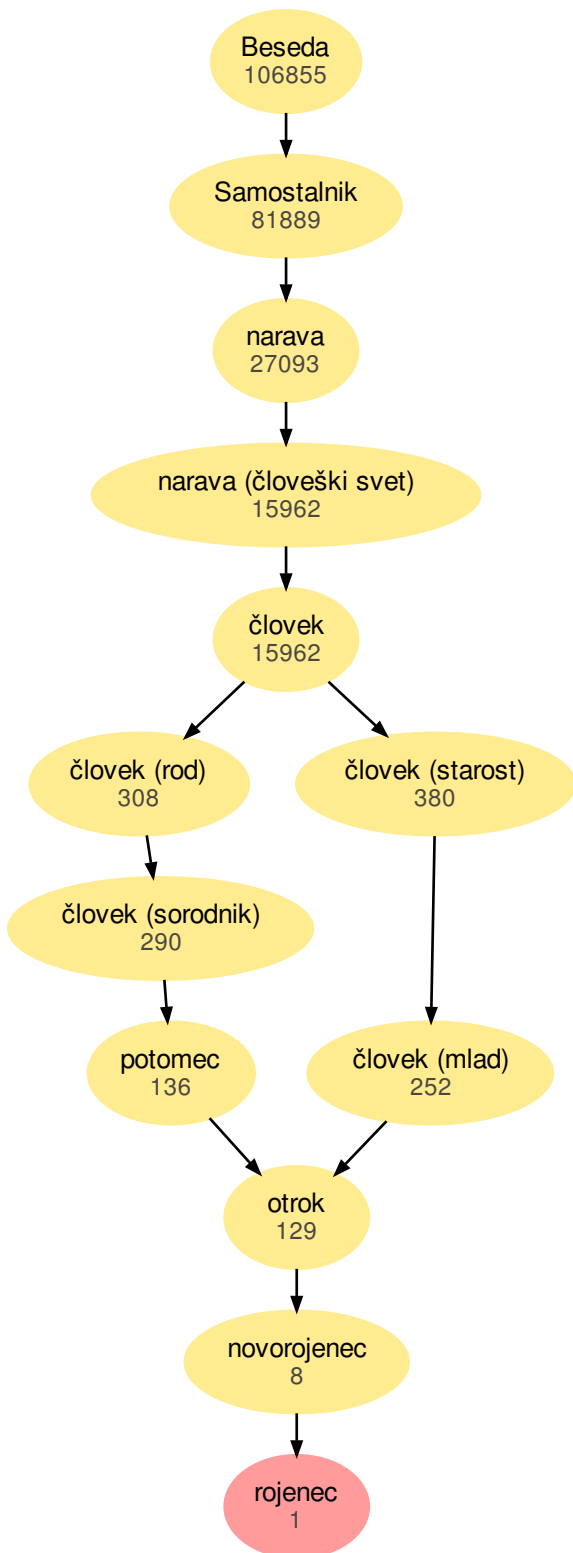 Beseda
106855
Samostalnik
81889
narava
27093
narava (človeški svet)
15962
človek
15962
človek (rod)
308
človek (starost)
380
človek (sorodnik)
290
potomec
136
človek (mlad)
252
otrok
129
novorojenec
8
rojenec
1